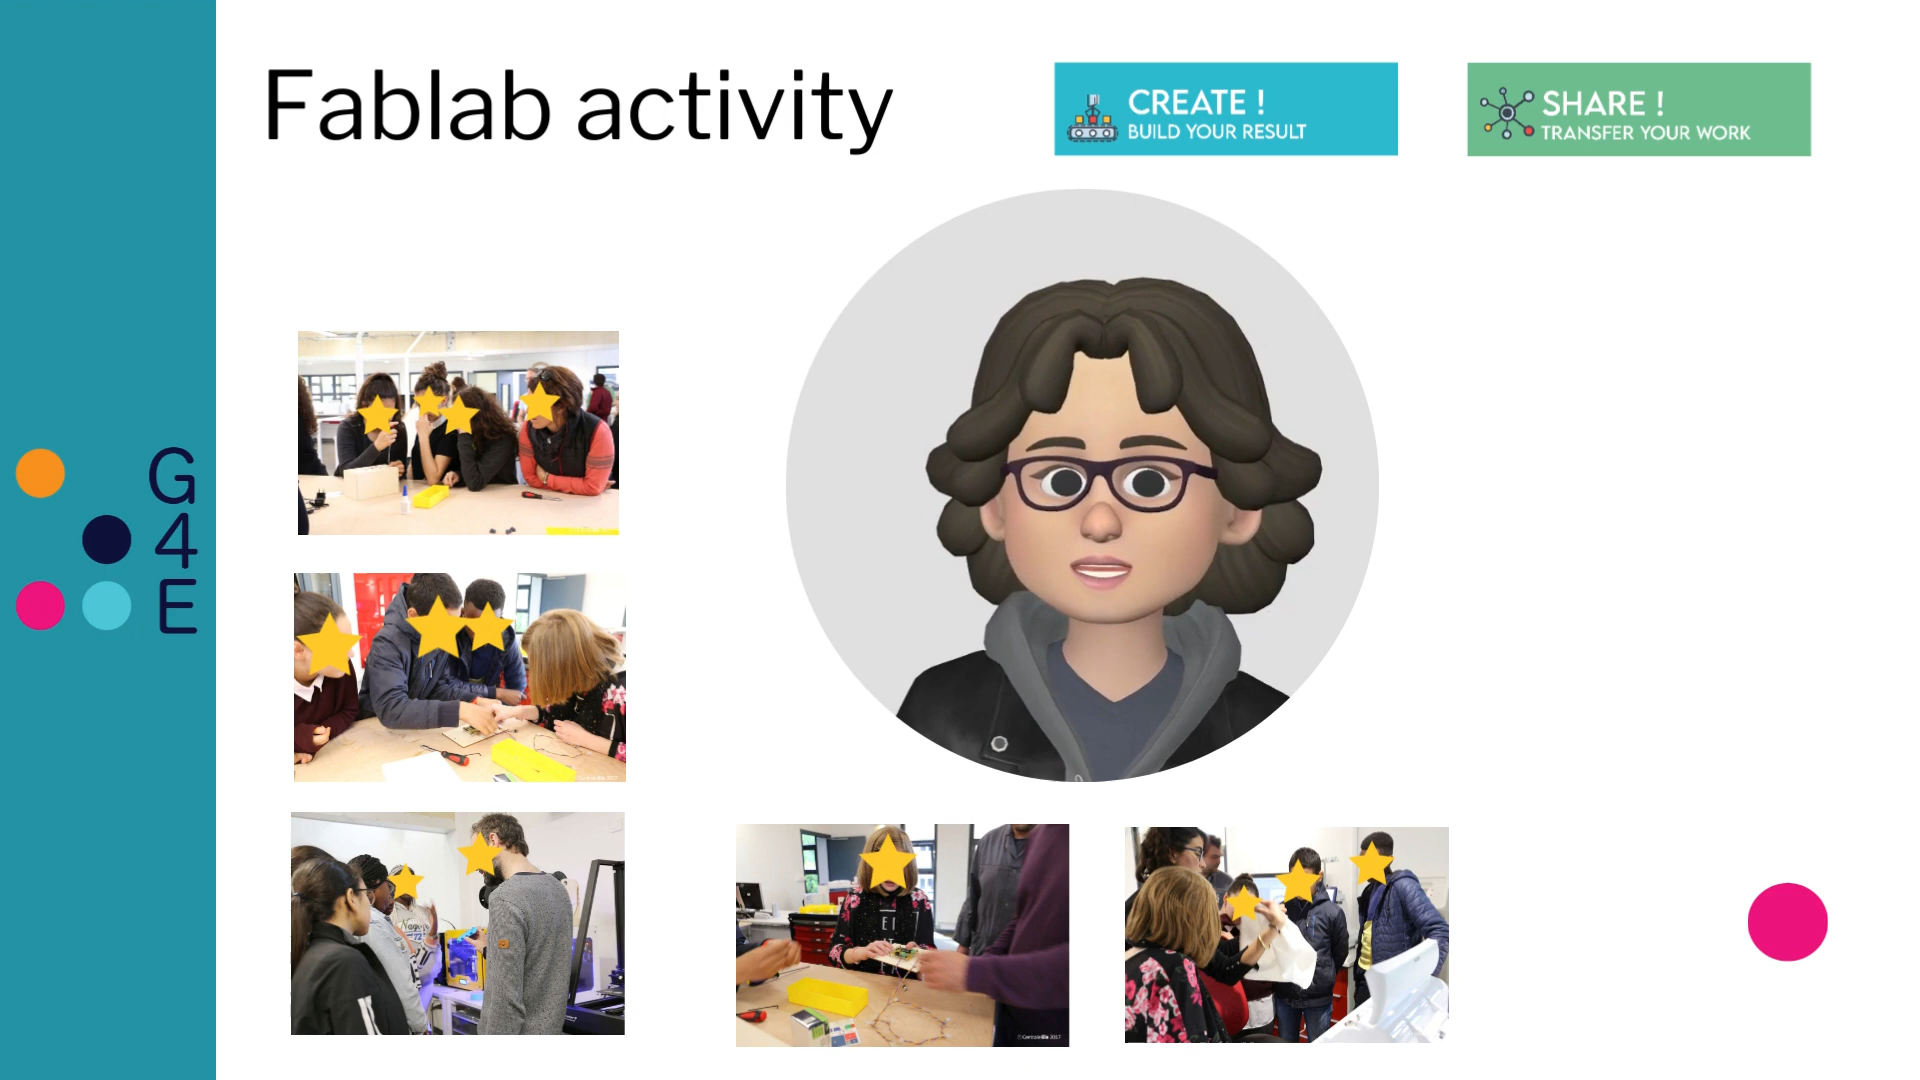 Fablab activity
CREATE !
BUILD YOUR RESULT
SHARE !
TRANSFER YOUR WORK
G
4
E